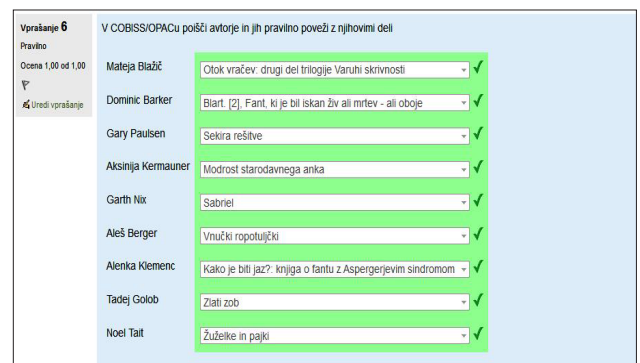 Vprašanje 6
Pravilno
Ocena 1,00 od 1,00
Uredi vprašanje
V COBISS/OPACu poišči avtorje in jih pravilno poveži z njihovimi deli
Mateja Blažič Otok vračev: drugi del trilogije Varuhi skrivnosti
Dominic Barker Blart. [2], Fant, ki je bil iskan živ ali mrtev - ali oboje
Gary Paulsen Sekira rešitve
Aksinija Kermauner Modrost starodavnega anka
Garth Nix Sabriel
Aleš Berger Vnučki ropotuljčki
Alenka Klemenc Kako je biti jaz?: knjiga o fantu z Aspergerjevim sindromom
Tadej Golob Zlati zob
Noel Tait Žuželke in pajki